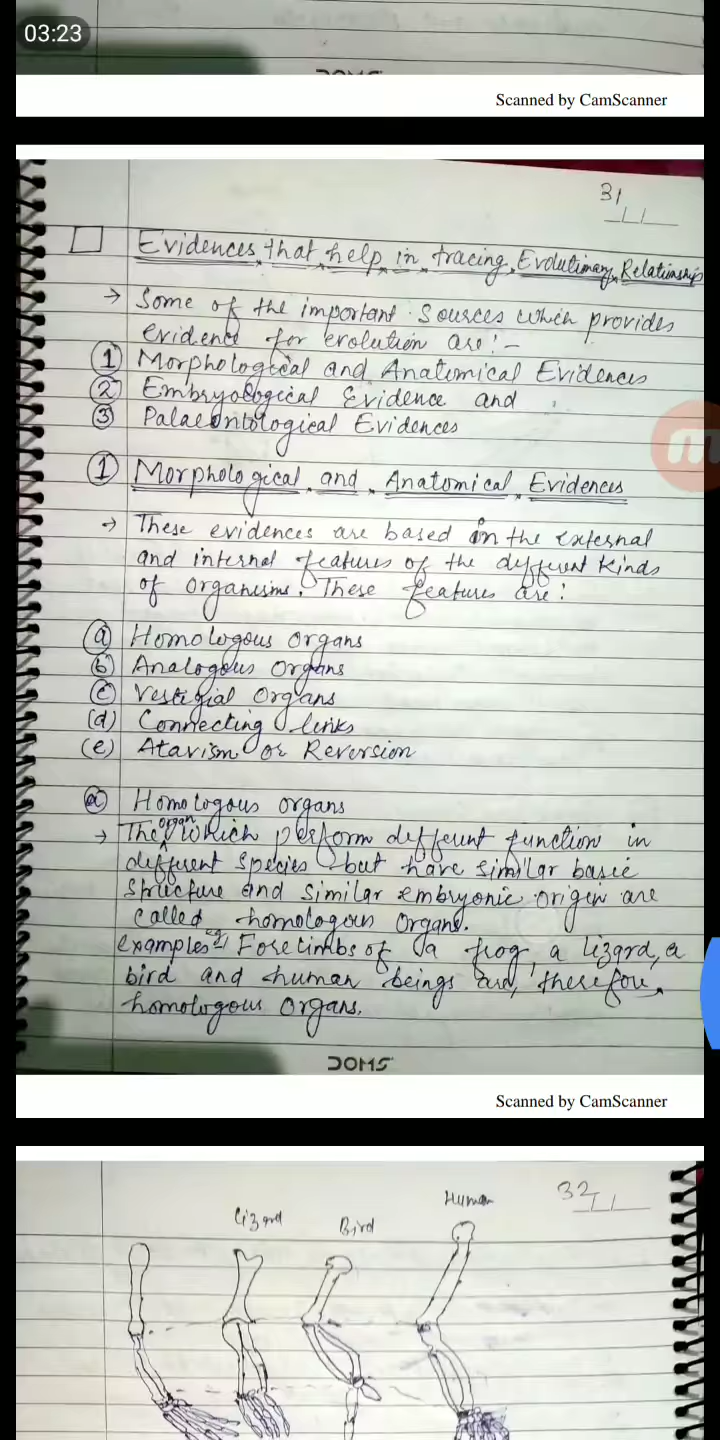 03:23
DOMS
Scanned by CamScanner
31
Evidences that help in tracing Evolutionary Relationship
→ Some of the important Sources which provides
evidence for evolution are:-
① Morphological and Anatomical Evidences
② Embryological Evidence and
③ Palaeontological Evidences
① Morphological and Anatomical Evidences
→ These evidences are based in the external
and internal features of the different kinds
of organisms. These features are:
(a) Homologous organs
(b) Analogous Organs
(c) Vestigial Organs
(d) Connecting links
(e) Atavism or Reversion
(a) Homologous organs
→ The organ which perform different function in
different species but have similar basic
structure and similar embryonic origin are
called homologous Organs.
examples eg/ Forelimbs of a frog, a lizard, a
bird and human beings are, therefore,
homologous organs.
DOMS
Scanned by CamScanner
32
Lizard Bird Human